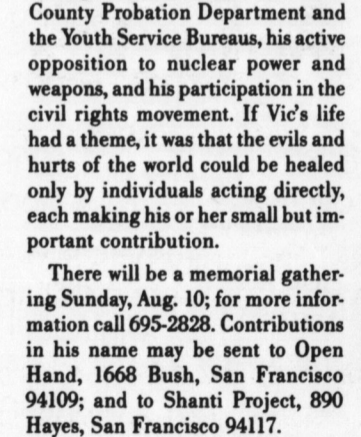 County Probation Department and
the Youth Service Bureaus, his active
opposition to nuclear power and
weapons, and his participation in the
civil rights movement. If Vic's life
had a theme, it was that the evils and
hurts of the world could be healed
only by individuals acting directly,
each making his or her small but im-
portant contribution.
There will be a memorial gather-
ing Sunday, Aug. 10; for more infor-
mation call 695-2828. Contributions
in his name may be sent to Open
Hand, 1668 Bush, San Francisco
94109; and to Shanti Project, 890
Hayes, San Francisco 94117.